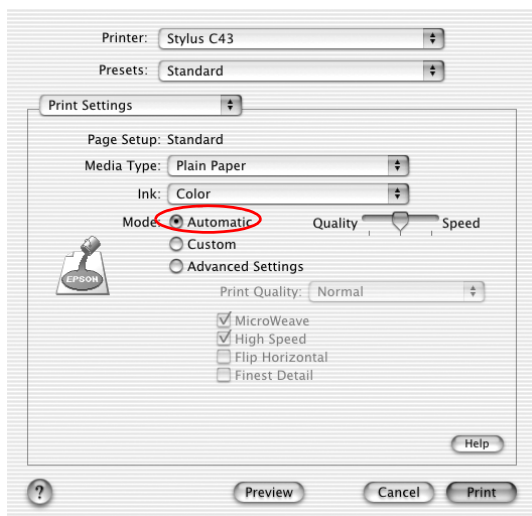 Printer: Stylus C43
Presets: Standard
Print Settings
Page Setup: Standard
Media Type: Plain Paper
Ink: Color
Mode: Automatic Quality Speed
Custom
EPSON
Advanced Settings
Print Quality: Normal
MicroWeave
High Speed
Flip Horizontal
Finest Detail
Help
? Preview Cancel Print